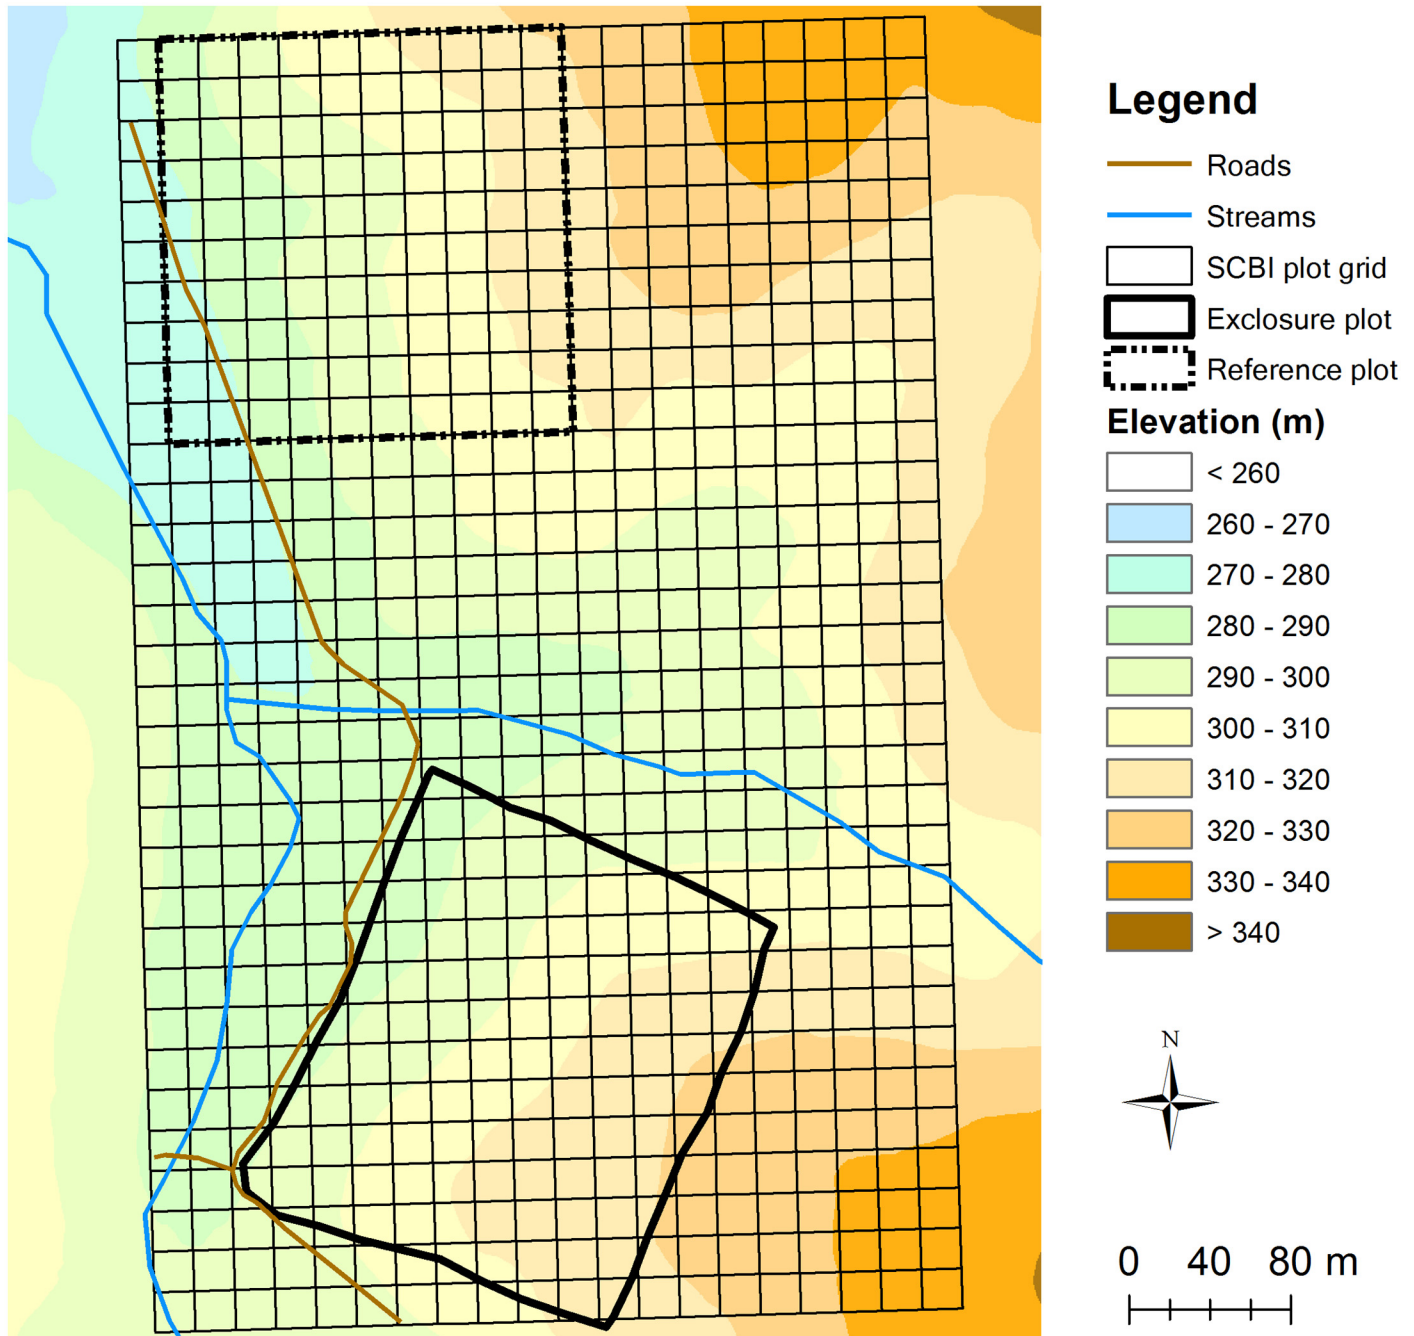 Legend
Roads
Streams
SCBI plot grid
Exclosure plot
Reference plot
Elevation (m)
< 260
260 - 270
270 - 280
280 - 290
290 - 300
300 - 310
310 - 320
320 - 330
330 - 340
> 340
N
0 40 80 m